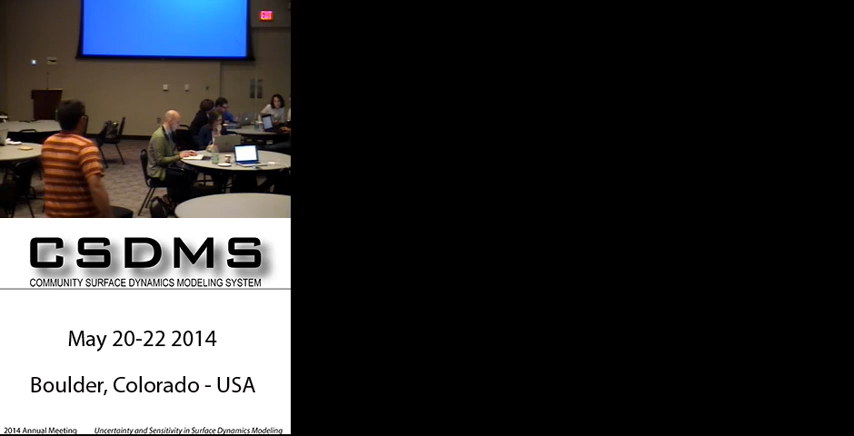 CSDMS
COMMUNITY SURFACE DYNAMICS MODELING SYSTEM
May 20-22 2014
Boulder, Colorado - USA
2014 Annual Meeting Uncertainty and Sensitivity in Surface Dynamics Modeling